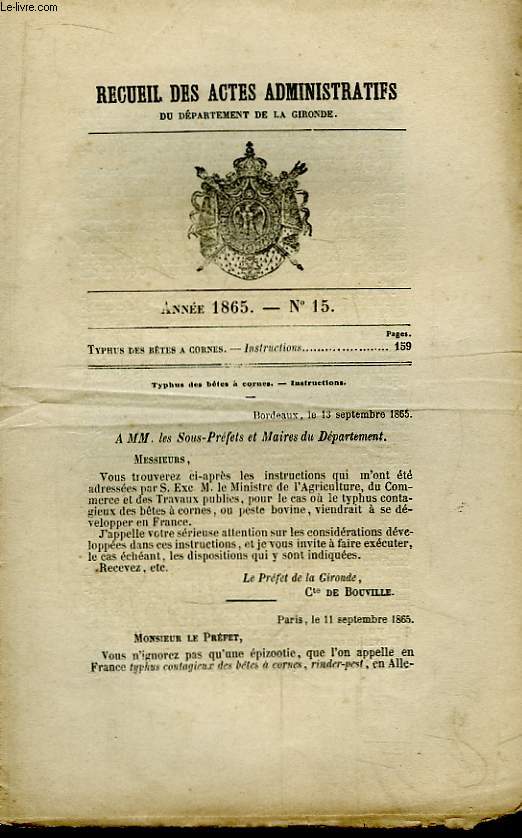 Le-livre.com
RECUEIL DES ACTES ADMINISTRATIFS
DU DÉPARTEMENT DE LA GIRONDE.
ANNÉE 1865. — N° 15.
Pages.
TYPHUS DES BÊTES A CORNES. — Instructions...................... 159
Typhus des bêtes à cornes. — Instructions.
Bordeaux, le 13 septembre 1865.
A MM. les Sous-Préfets et Maires du Département.
MESSIEURS,
Vous trouverez ci-après les instructions qui m'ont été
adressées par S. Exc M. le Ministre de l'Agriculture, du Com-
merce et des Travaux publics, pour le cas où le typhus conta-
gieux des bêtes à cornes, ou peste bovine, viendrait à se dé-
velopper en France.
J'appelle votre sérieuse attention sur les considérations déve-
loppées dans ces instructions, et je vous invite à faire exécuter,
le cas échéant, les dispositions qui y sont indiquées.
Recevez, etc.
Le Préfet de la Gironde,
Cte DE BOUVILLE.
Paris, le 11 septembre 1865.
MONSIEUR LE PRÉFET,
Vous n'ignorez pas qu'une épizootie, que l'on appelle en
France typhus contagieux des bêtes à cornes, rinder-pest, en Alle-